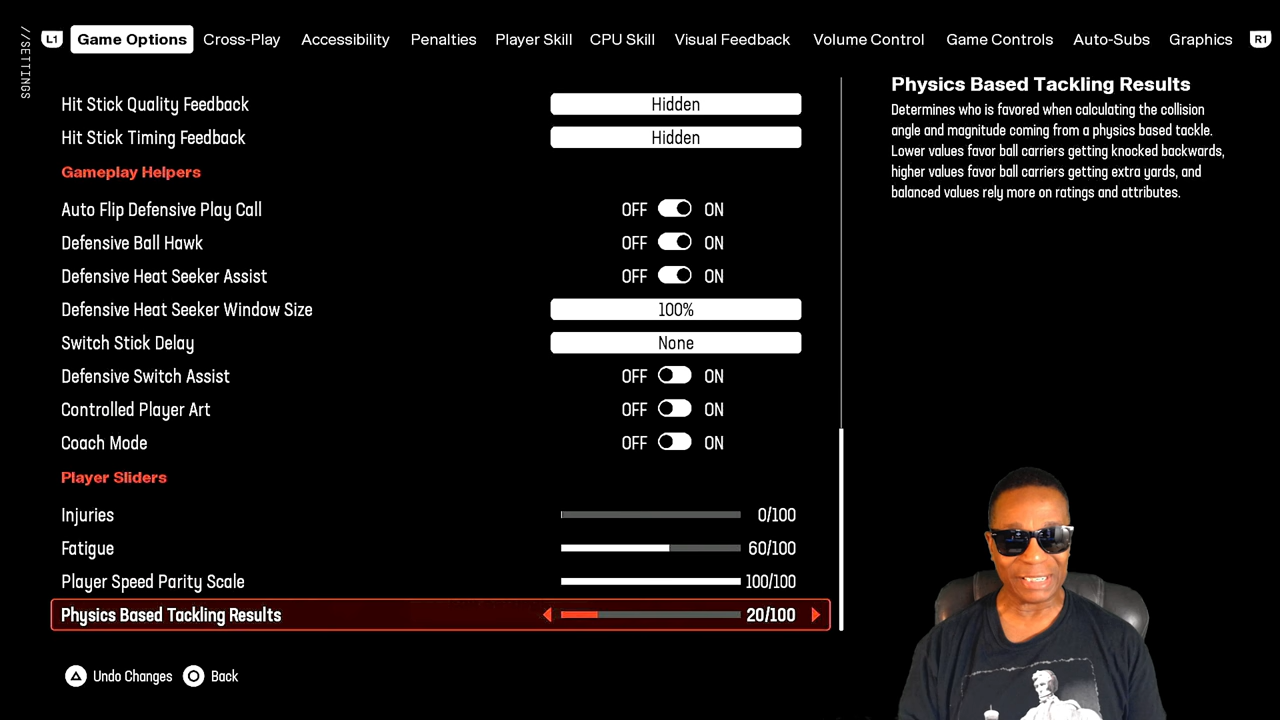 //SETTINGS
L1 Game Options Cross-Play Accessibility Penalties Player Skill CPU Skill Visual Feedback Volume Control Game Controls Auto-Subs Graphics R1
Hit Stick Quality Feedback Hidden
Hit Stick Timing Feedback Hidden
Gameplay Helpers
Auto Flip Defensive Play Call OFF ON
Defensive Ball Hawk OFF ON
Defensive Heat Seeker Assist OFF ON
Defensive Heat Seeker Window Size 100%
Switch Stick Delay None
Defensive Switch Assist OFF ON
Controlled Player Art OFF ON
Coach Mode OFF ON
Player Sliders
Injuries 0/100
Fatigue 60/100
Player Speed Parity Scale 100/100
Physics Based Tackling Results 20/100
Undo Changes Back
Physics Based Tackling Results
Determines who is favored when calculating the collision
angle and magnitude coming from a physics based tackle.
Lower values favor ball carriers getting knocked backwards,
higher values favor ball carriers getting extra yards, and
balanced values rely more on ratings and attributes.